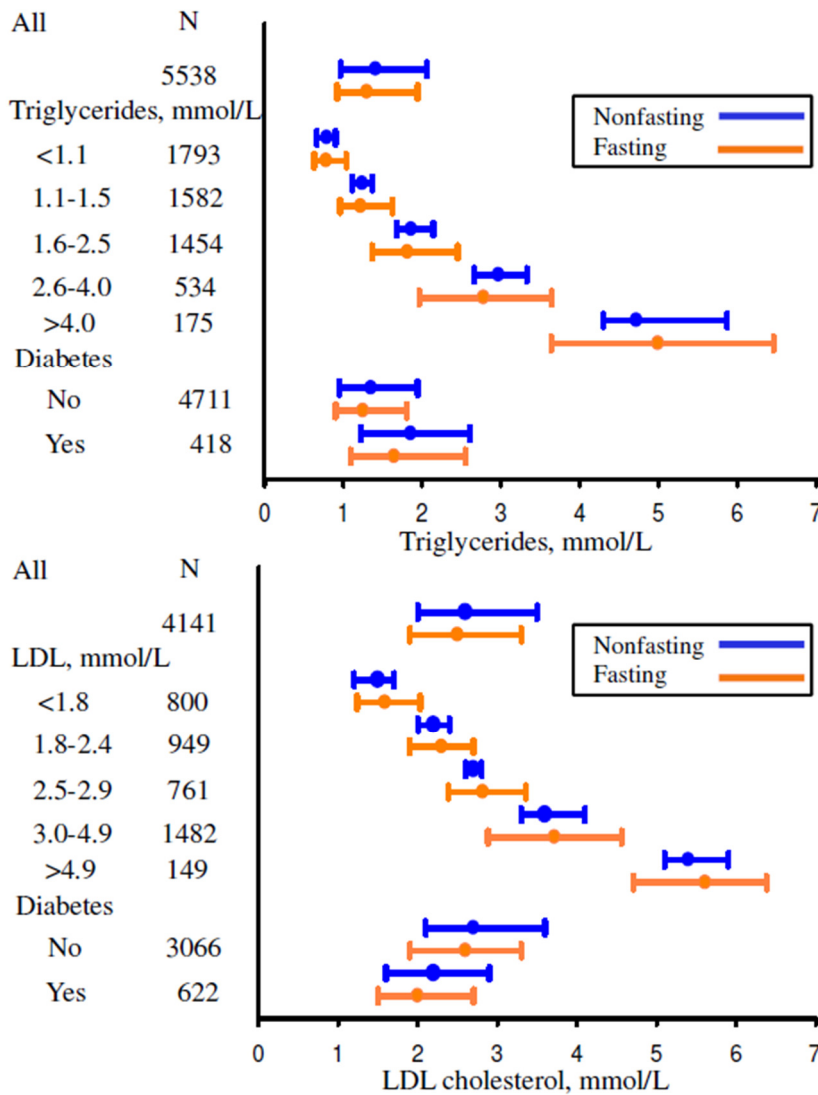 All N
5538
Nonfasting
Triglycerides, mmol/L
Fasting
<1.1 1793
1.1-1.5 1582
1.6-2.5 1454
2.6-4.0 534
>4.0 175
Diabetes
No 4711
Yes 418
0 1 2 3 4 5 6 7
Triglycerides, mmol/L
All N
4141
Nonfasting
LDL, mmol/L
Fasting
<1.8 800
1.8-2.4 949
2.5-2.9 761
3.0-4.9 1482
>4.9 149
Diabetes
No 3066
Yes 622
0 1 2 3 4 5 6 7
LDL cholesterol, mmol/L